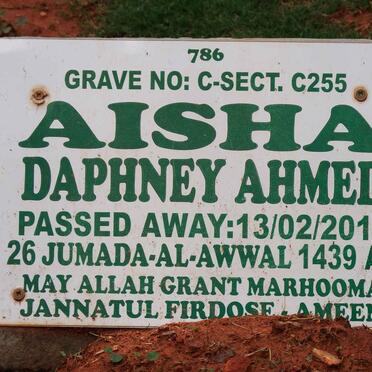 786
GRAVE NO: C-SECT. C255
AISHA
DAPHNEY AHMED
PASSED AWAY:13/02/201
26 JUMADA-AL-AWWAL 1439 A
MAY ALLAH GRANT MARHOOMA
JANNATUL FIRDOSE - AMEEN